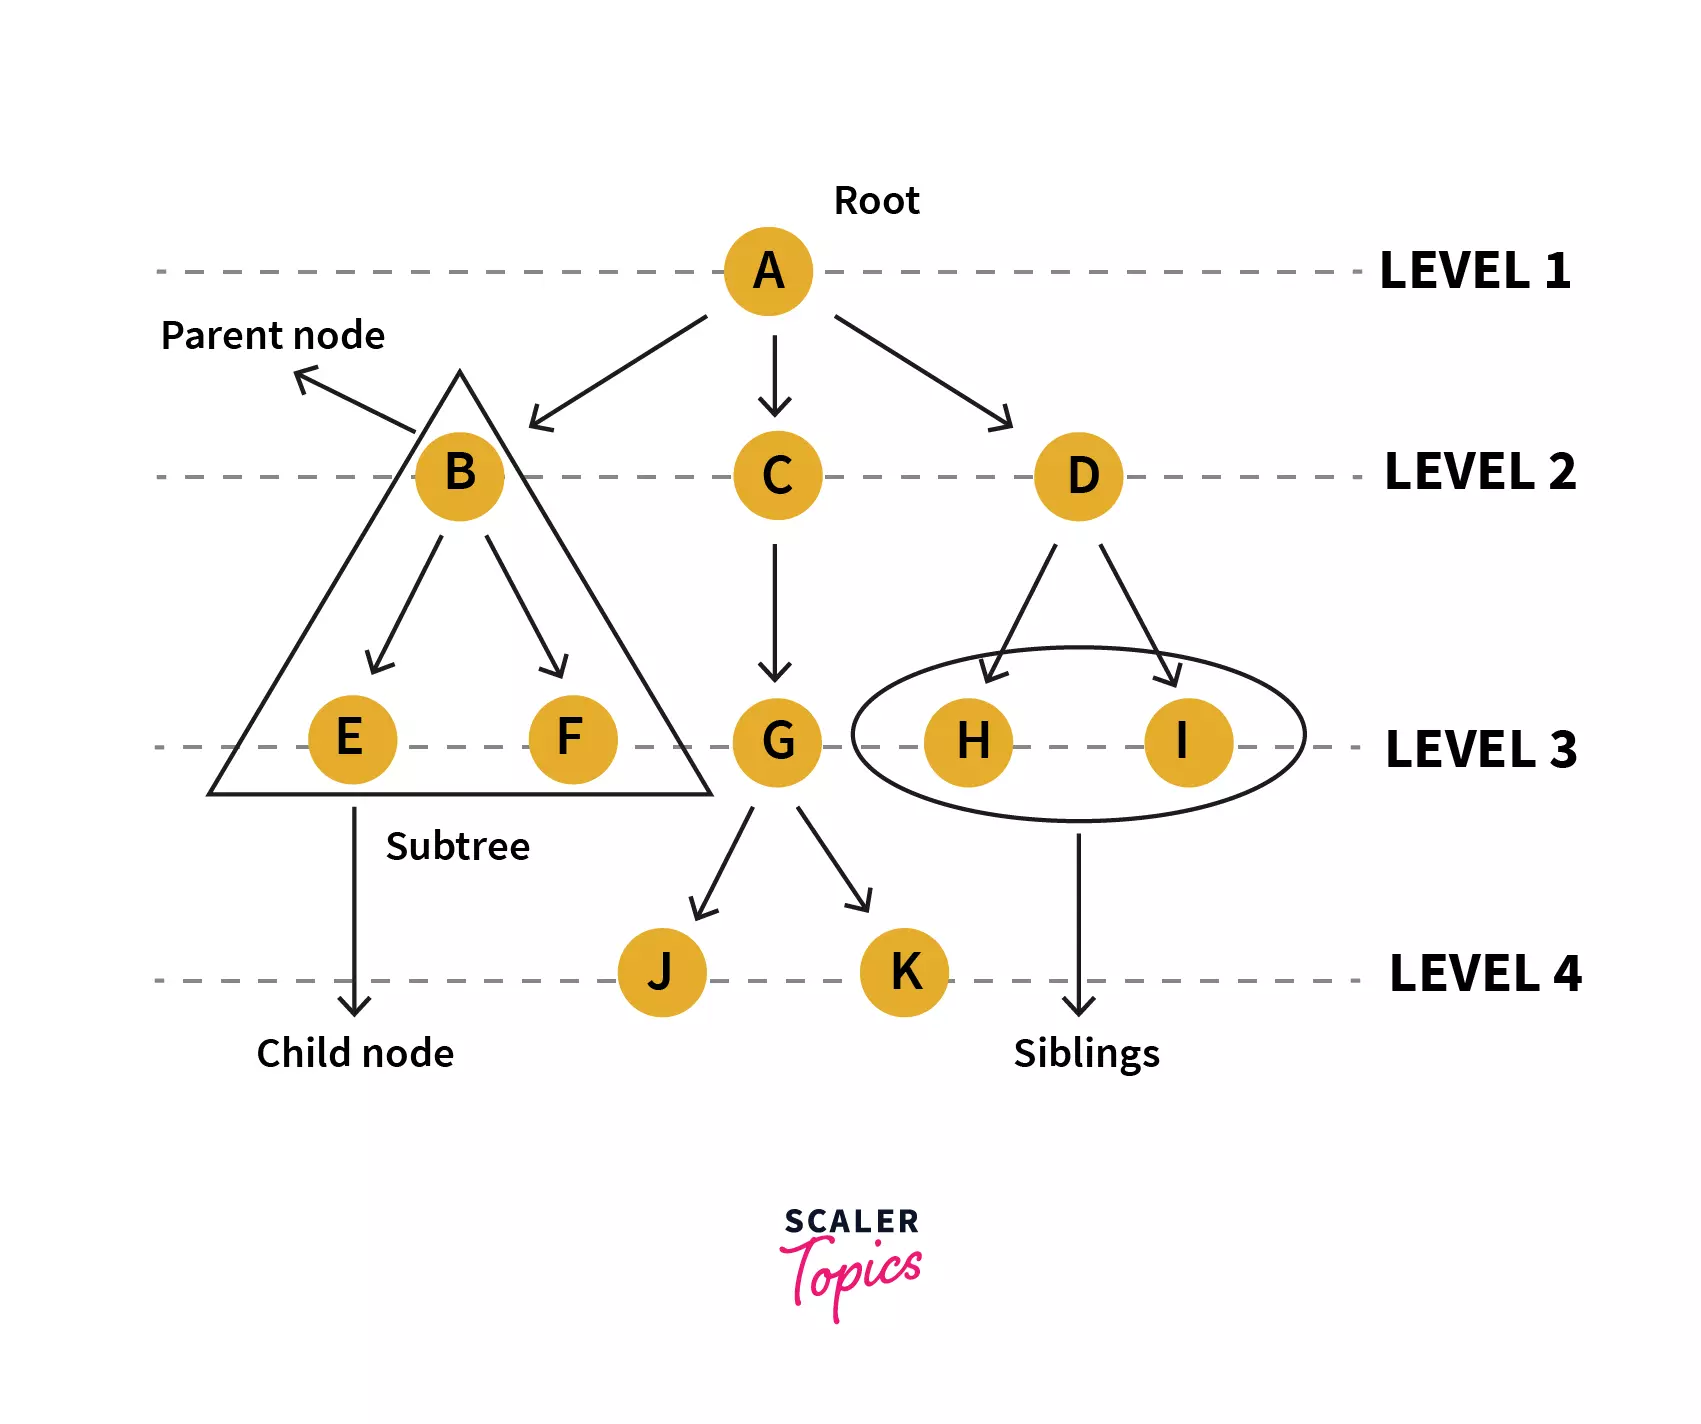 Root
A
LEVEL 1
Parent node
B
C
D
LEVEL 2
E
F
G
H
I
LEVEL 3
Subtree
J
K
LEVEL 4
Child node
Siblings
SCALER
Topics